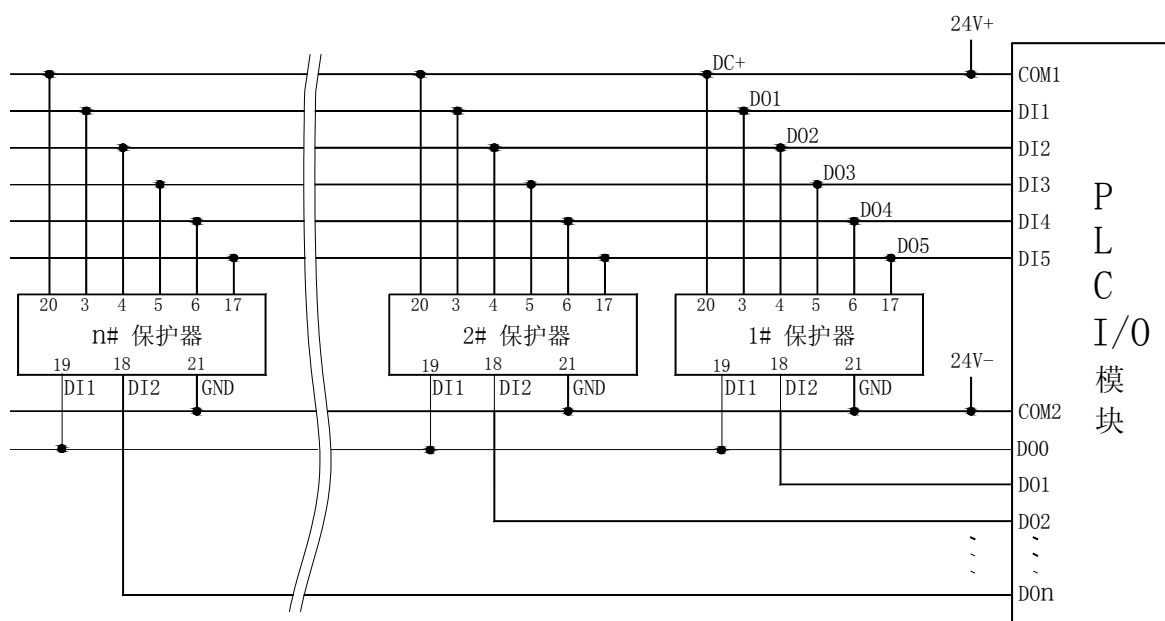 24V+
DC+
COM1
DO1
DI1
DO2
DI2
DO3
DI3
DO4
DI4
DO5
DI5
20 3 4 5 6 17
20 3 4 5 6 17
20 3 4 5 6 17
n# 保护器
2# 保护器
1# 保护器
19 18 21
19 18 21
19 18 21
DI1 DI2 GND
DI1 DI2 GND
DI1 DI2 GND
24V-
COM2
DO0
DO1
DO2
DOn
P
L
C
I/O
模
块